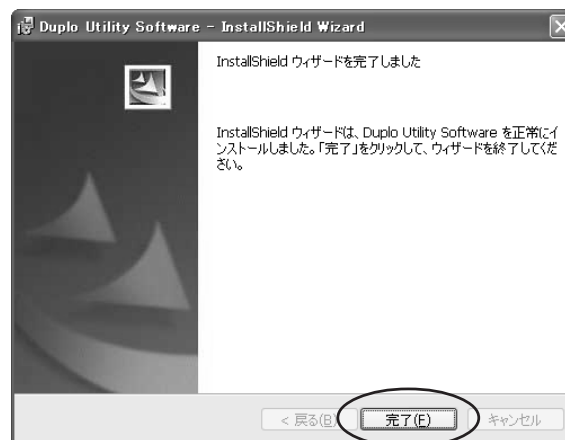 Duplo Utility Software - InstallShield Wizard
InstallShield ウィザードを完了しました
InstallShield ウィザードは、Duplo Utility Software を正常にイ
ンストールしました。「完了」をクリックして、ウィザードを終了してくだ
さい。
< 戻る(B) 完了(F) キャンセル